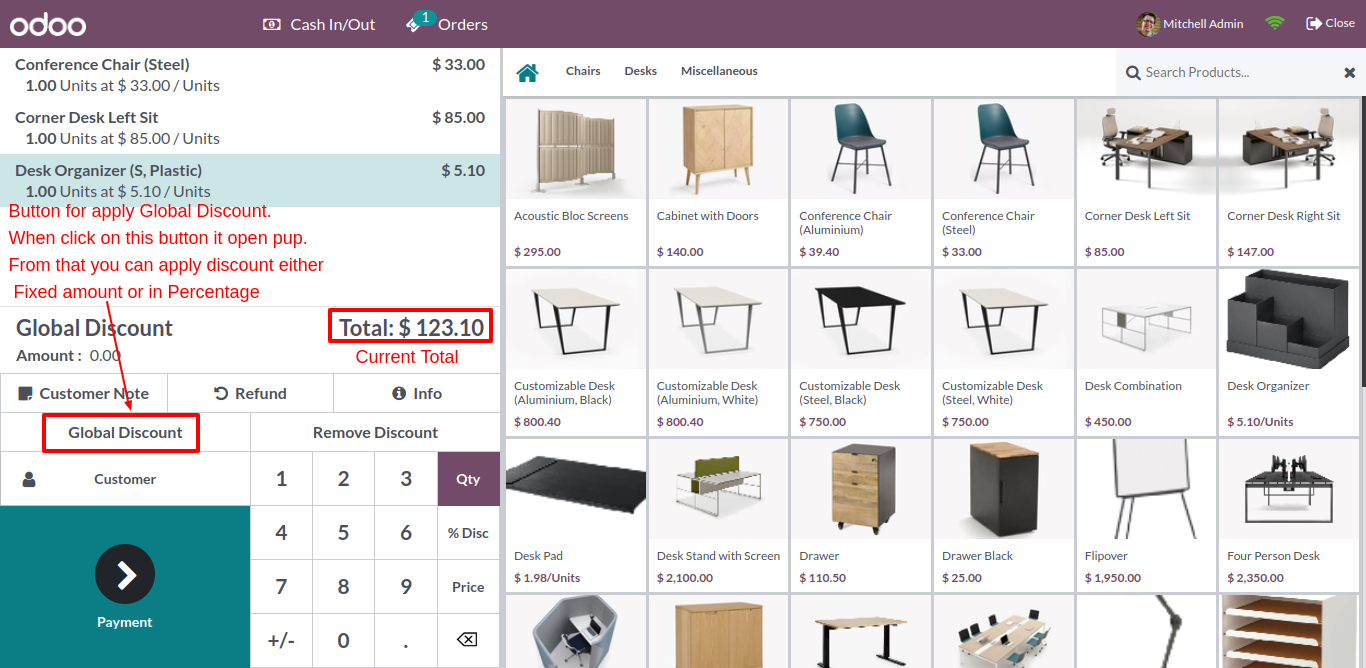 odoo
Cash In/Out
1
Orders
Mitchell Admin
Close
Conference Chair (Steel)
$ 33.00
1.00 Units at $ 33.00 / Units
Corner Desk Left Sit
$ 85.00
1.00 Units at $ 85.00 / Units
Desk Organizer (S, Plastic)
$ 5.10
1.00 Units at $ 5.10 / Units
Button for apply Global Discount.
When click on this button it open pup.
From that you can apply discount either
Fixed amount or in Percentage
Global Discount
Total: $ 123.10
Amount : 0.00
Current Total
Customer Note
Refund
Info
Global Discount
Remove Discount
Customer
1
2
3
Qty
4
5
6
% Disc
7
8
9
Price
+/-
0
.
Payment
Chairs
Desks
Miscellaneous
Search Products...
Acoustic Bloc Screens
$ 295.00
Cabinet with Doors
$ 140.00
Conference Chair
(Aluminium)
$ 39.40
Conference Chair
(Steel)
$ 33.00
Corner Desk Left Sit
$ 85.00
Corner Desk Right Sit
$ 147.00
Customizable Desk
(Aluminium, Black)
$ 800.40
Customizable Desk
(Aluminium, White)
$ 800.40
Customizable Desk
(Steel, Black)
$ 750.00
Customizable Desk
(Steel, White)
$ 750.00
Desk Combination
$ 450.00
Desk Organizer
$ 5.10/Units
Desk Pad
$ 1.98/Units
Desk Stand with Screen
$ 2,100.00
Drawer
$ 110.50
Drawer Black
$ 25.00
Flipover
$ 1,950.00
Four Person Desk
$ 2,350.00